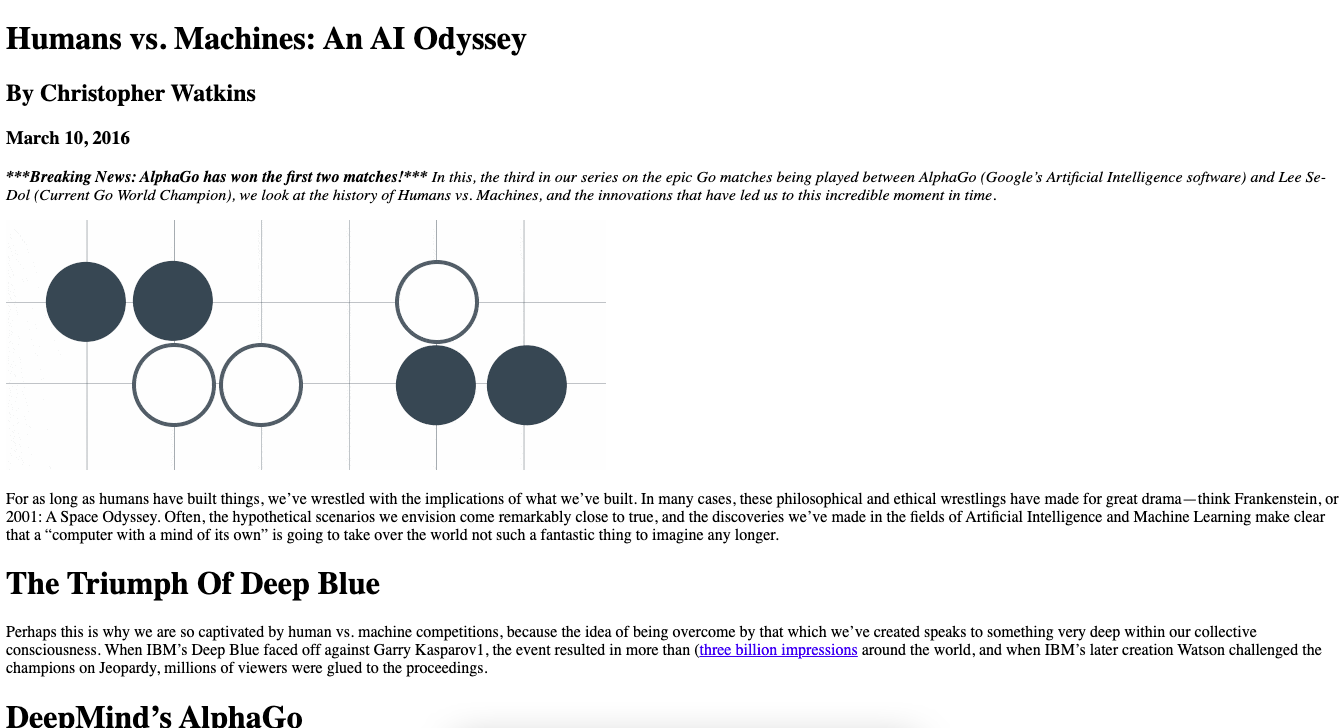 Humans vs. Machines: An AI Odyssey
By Christopher Watkins
March 10, 2016
***Breaking News: AlphaGo has won the first two matches!*** In this, the third in our series on the epic Go matches being played between AlphaGo (Google’s Artificial Intelligence software) and Lee Se-
Dol (Current Go World Champion), we look at the history of Humans vs. Machines, and the innovations that have led us to this incredible moment in time.
For as long as humans have built things, we’ve wrestled with the implications of what we’ve built. In many cases, these philosophical and ethical wrestlings have made for great drama—think Frankenstein, or
2001: A Space Odyssey. Often, the hypothetical scenarios we envision come remarkably close to true, and the discoveries we’ve made in the fields of Artificial Intelligence and Machine Learning make clear
that a “computer with a mind of its own” is going to take over the world not such a fantastic thing to imagine any longer.
The Triumph Of Deep Blue
Perhaps this is why we are so captivated by human vs. machine competitions, because the idea of being overcome by that which we’ve created speaks to something very deep within our collective
consciousness. When IBM’s Deep Blue faced off against Garry Kasparov1, the event resulted in more than (three billion impressions around the world, and when IBM’s later creation Watson challenged the
champions on Jeopardy, millions of viewers were glued to the proceedings.
DeepMind’s AlphaGo